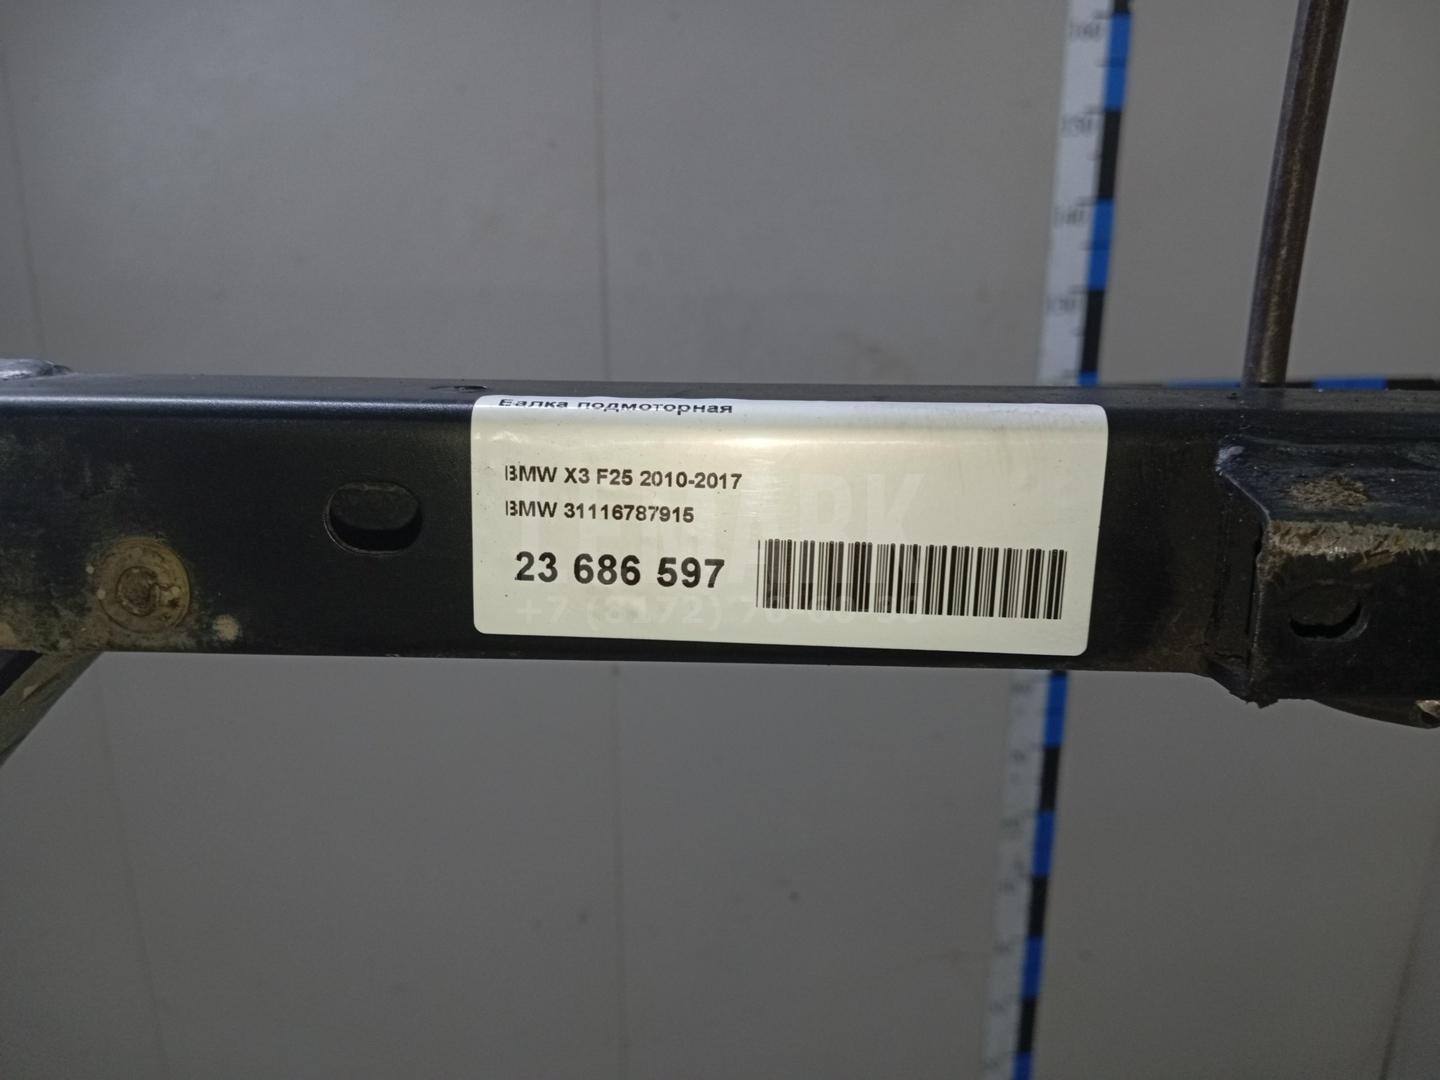 Балка подмоторная
BMW X3 F25 2010-2017
BMW 31116787915
23 686 597